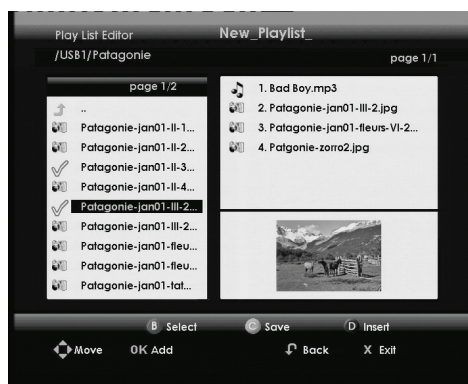 Play List Editor
New_Playlist_
/USB1/Patagonie
page 1/1
page 1/2
..
Patagonie-jan01-II-1...
Patagonie-jan01-II-2...
Patagonie-jan01-II-3...
Patagonie-jan01-II-4...
Patagonie-jan01-III-2...
Patagonie-jan01-III-2...
Patagonie-jan01-fleu...
Patagonie-jan01-fleu...
Patagonie-jan01-tat...
1. Bad Boy.mp3
2. Patagonie-jan01-III-2.jpg
3. Patagonie-jan01-fleurs-VI-2...
4. Patgonie-zorro2.jpg
B Select
C Save
D Insert
Move
OK Add
Back
X Exit